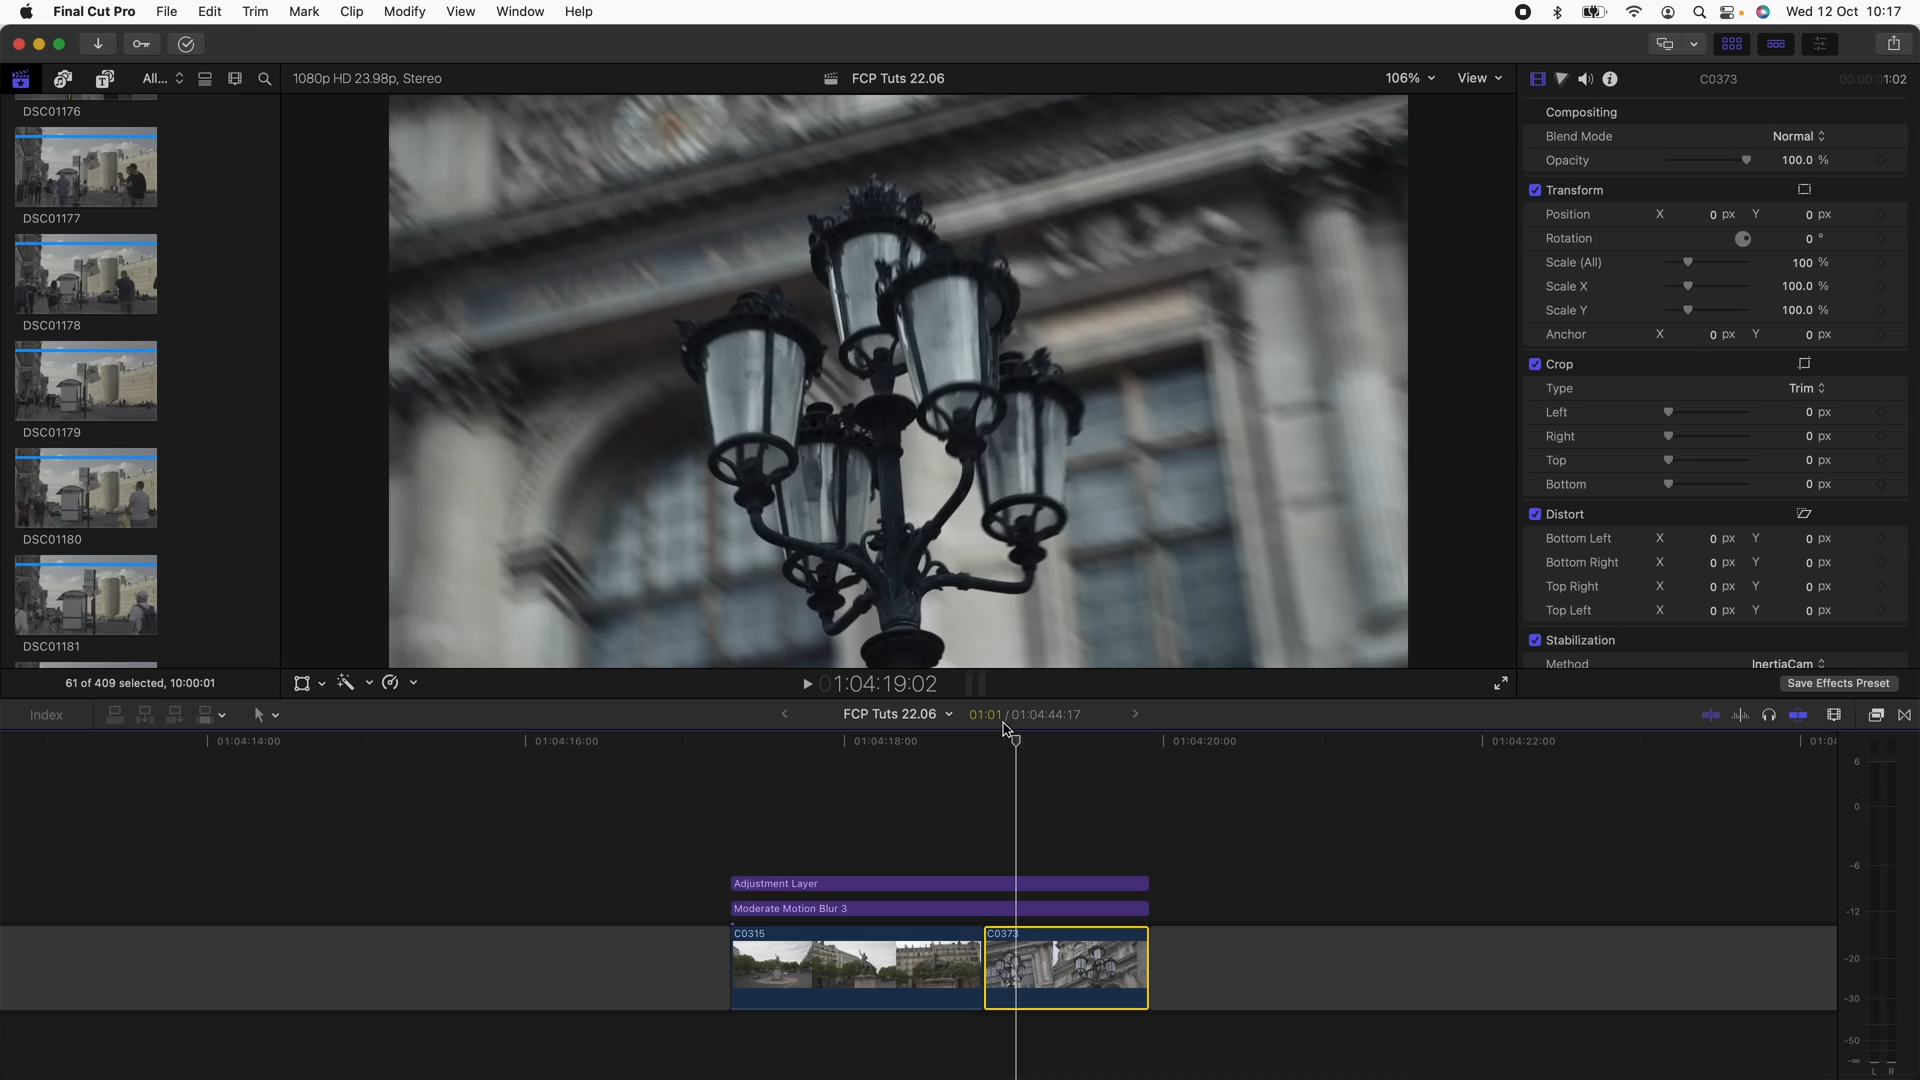 Final Cut Pro File Edit Trim Mark Clip Modify View Window Help Wed 12 Oct 10:17
All... 1080p HD 23.98p, Stereo FCP Tuts 22.06 106% View C0373 00:00:01:02
DSC01176
DSC01177
DSC01178
DSC01179
DSC01180
DSC01181
61 of 409 selected, 10:00:01
Compositing
Blend Mode Normal
Opacity 100.0 %
Transform
Position X 0 px Y 0 px
Rotation 0 °
Scale (All) 100 %
Scale X 100.0 %
Scale Y 100.0 %
Anchor X 0 px Y 0 px
Crop
Type Trim
Left 0 px
Right 0 px
Top 0 px
Bottom 0 px
Distort
Bottom Left X 0 px Y 0 px
Bottom Right X 0 px Y 0 px
Top Right X 0 px Y 0 px
Top Left X 0 px Y 0 px
Stabilization
Method InertiaCam
Save Effects Preset
01:04:19:02
Index FCP Tuts 22.06 01:01 / 01:04:44:17
01:04:14:00 01:04:16:00 01:04:18:00 01:04:20:00 01:04:22:00 01:04
Adjustment Layer
Moderate Motion Blur 3
C0315 C0373
6
0
-6
-12
-20
-30
-50
-∞
L R